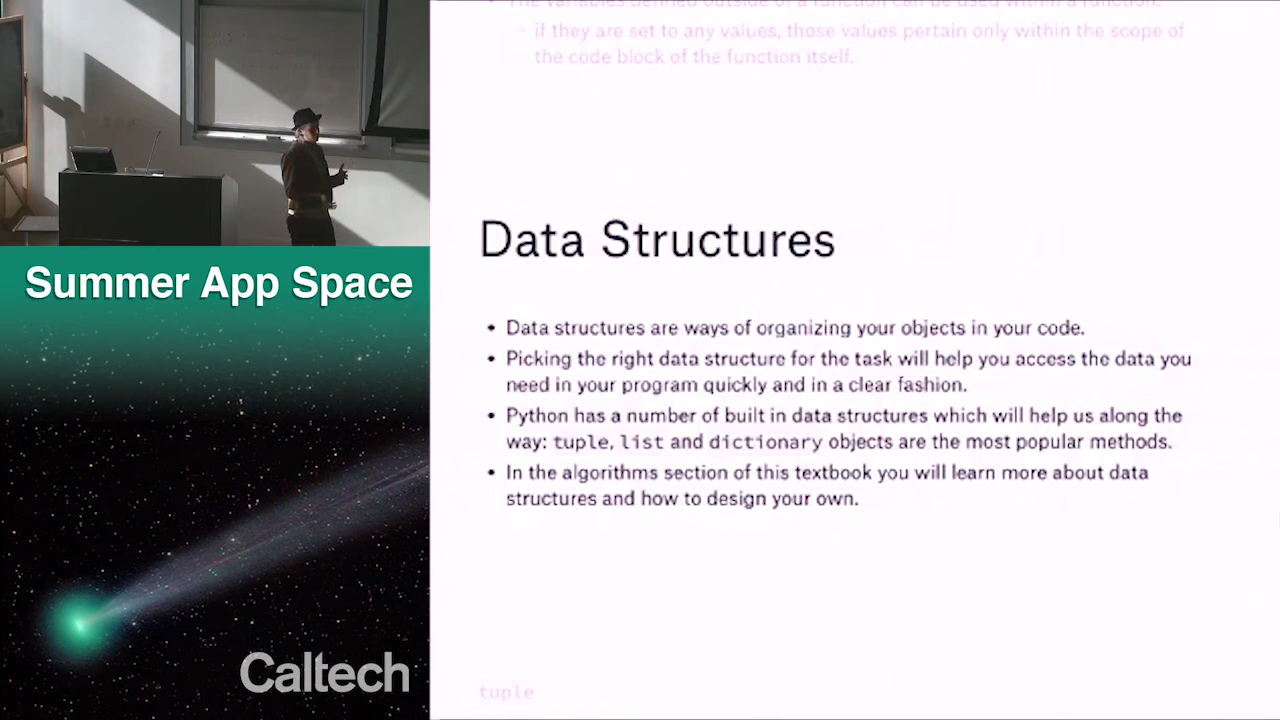 The variables defined outside of a function can be used within a function.
if they are set to any values, those values pertain only within the scope of
the code block of the function itself.
Summer App Space
Data Structures
• Data structures are ways of organizing your objects in your code.
• Picking the right data structure for the task will help you access the data you
need in your program quickly and in a clear fashion.
• Python has a number of built in data structures which will help us along the
way: tuple, list and dictionary objects are the most popular methods.
• In the algorithms section of this textbook you will learn more about data
structures and how to design your own.
Caltech
tuple